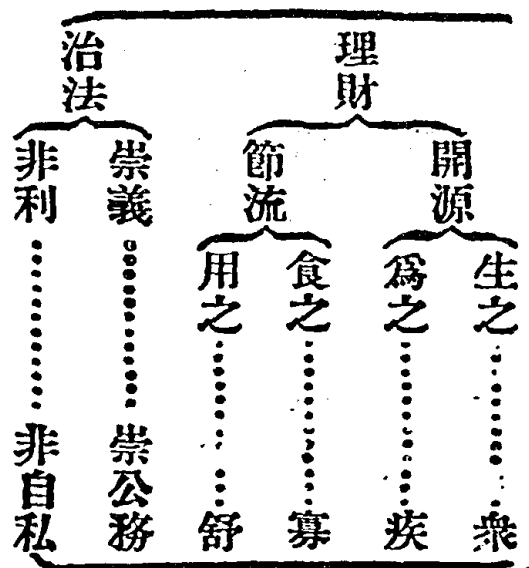 理財
開源
生之……衆
爲之……疾
節流
食之……寡
用之……舒
治法
崇義……崇公務
非利……非自私